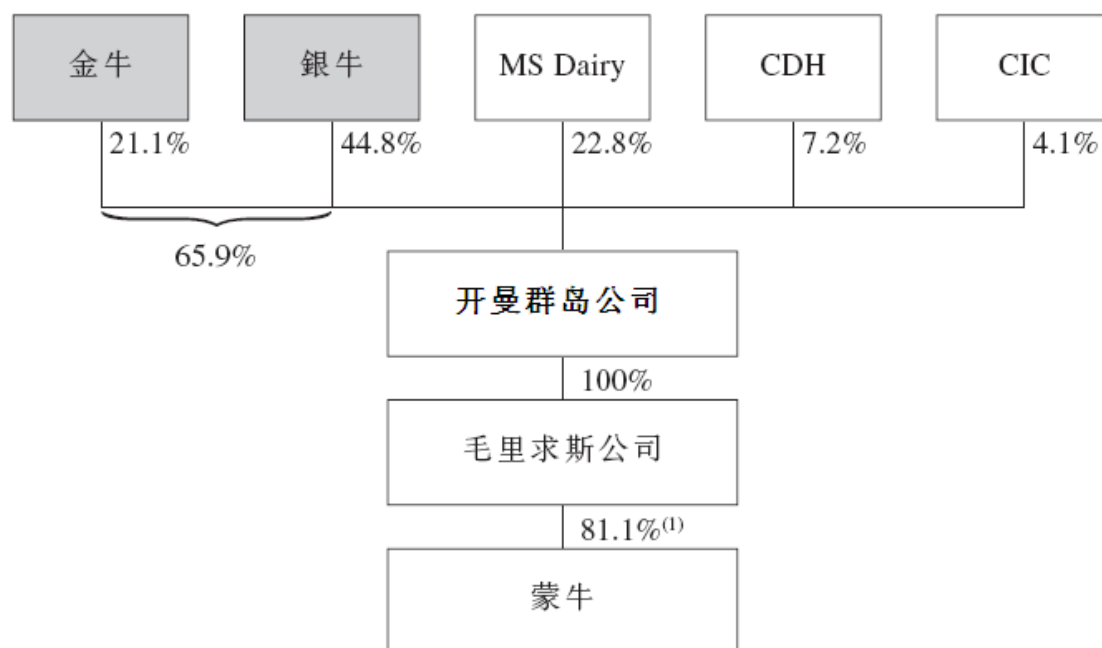 金牛
銀牛
MS Dairy
CDH
CIC
21.1%
44.8%
22.8%
7.2%
4.1%
65.9%
开曼群岛公司
100%
毛里求斯公司
81.1%(1)
蒙牛